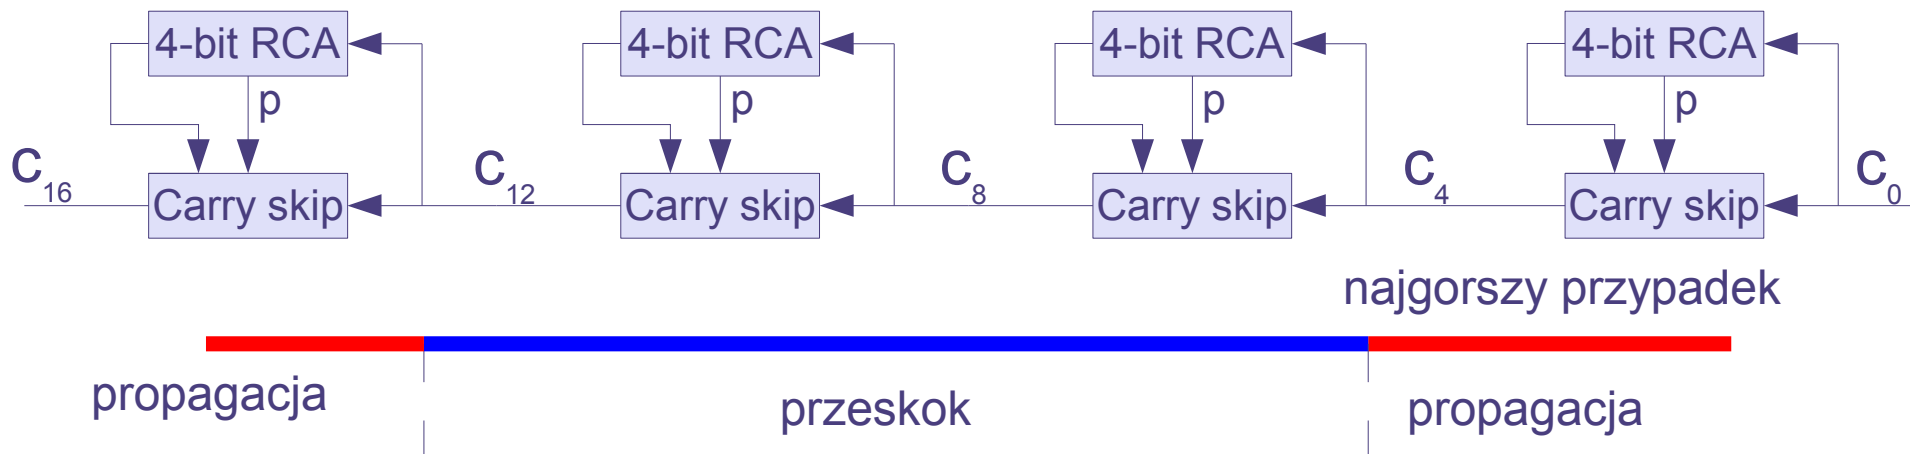 4-bit RCA 4-bit RCA 4-bit RCA 4-bit RCA
p p p p
c16 c12 c8 c4 c0
Carry skip Carry skip Carry skip Carry skip
najgorszy przypadek
propagacja przeskok propagacja